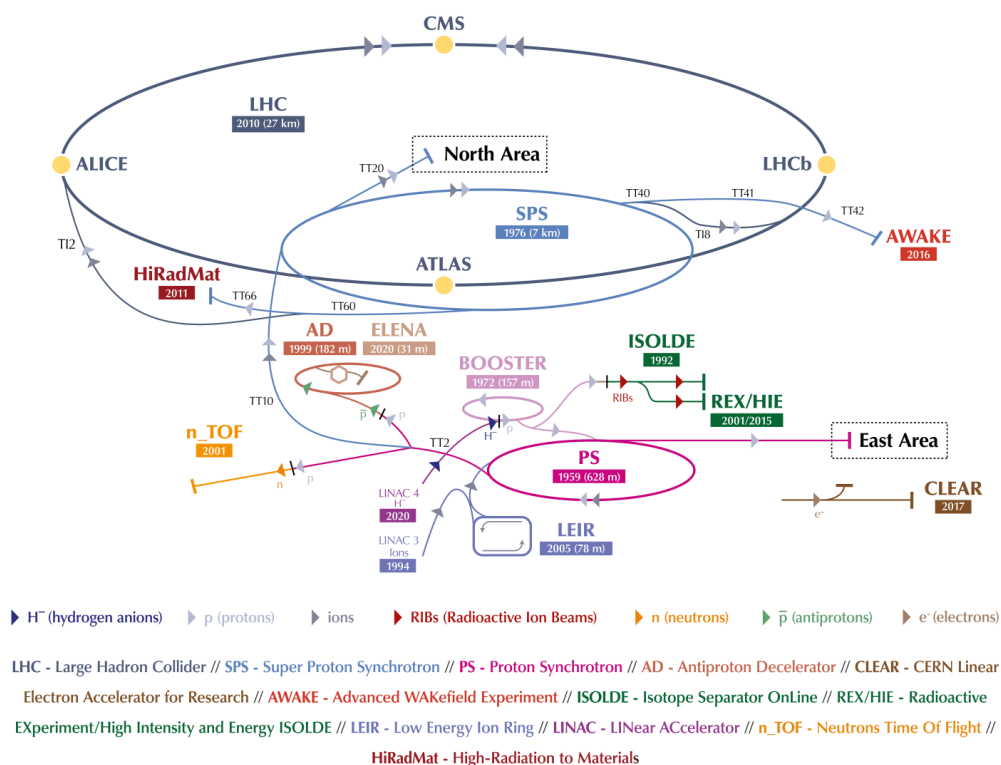 CMS
LHC
2010 (27 km)
North Area
TT20
ALICE
LHCb
TT40
TT41
SPS
1976 (7 km)
TT42
TI8
TI2
AWAKE
2016
ATLAS
HiRadMat
2011
TT66
TT60
AD
1999 (182 m)
ELENA
2020 (31 m)
ISOLDE
1992
BOOSTER
1972 (157 m)
RIBs
REX/HIE
2001/2015
TT10
p̅
p
n_TOF
2001
TT2
H⁻
p
East Area
PS
1959 (628 m)
n
p
LINAC 4
H⁻
2020
CLEAR
2017
e⁻
LEIR
2005 (78 m)
LINAC 3
Ions
1994
H⁻ (hydrogen anions)
p (protons)
ions
RIBs (Radioactive Ion Beams)
n (neutrons)
p̅ (antiprotons)
e⁻ (electrons)
LHC - Large Hadron Collider // SPS - Super Proton Synchrotron // PS - Proton Synchrotron // AD - Antiproton Decelerator // CLEAR - CERN Linear
Electron Accelerator for Research // AWAKE - Advanced WAKefield Experiment // ISOLDE - Isotope Separator OnLine // REX/HIE - Radioactive
EXperiment/High Intensity and Energy ISOLDE // LEIR - Low Energy Ion Ring // LINAC - LINear ACcelerator // n_TOF - Neutrons Time Of Flight //
HiRadMat - High-Radiation to Materials